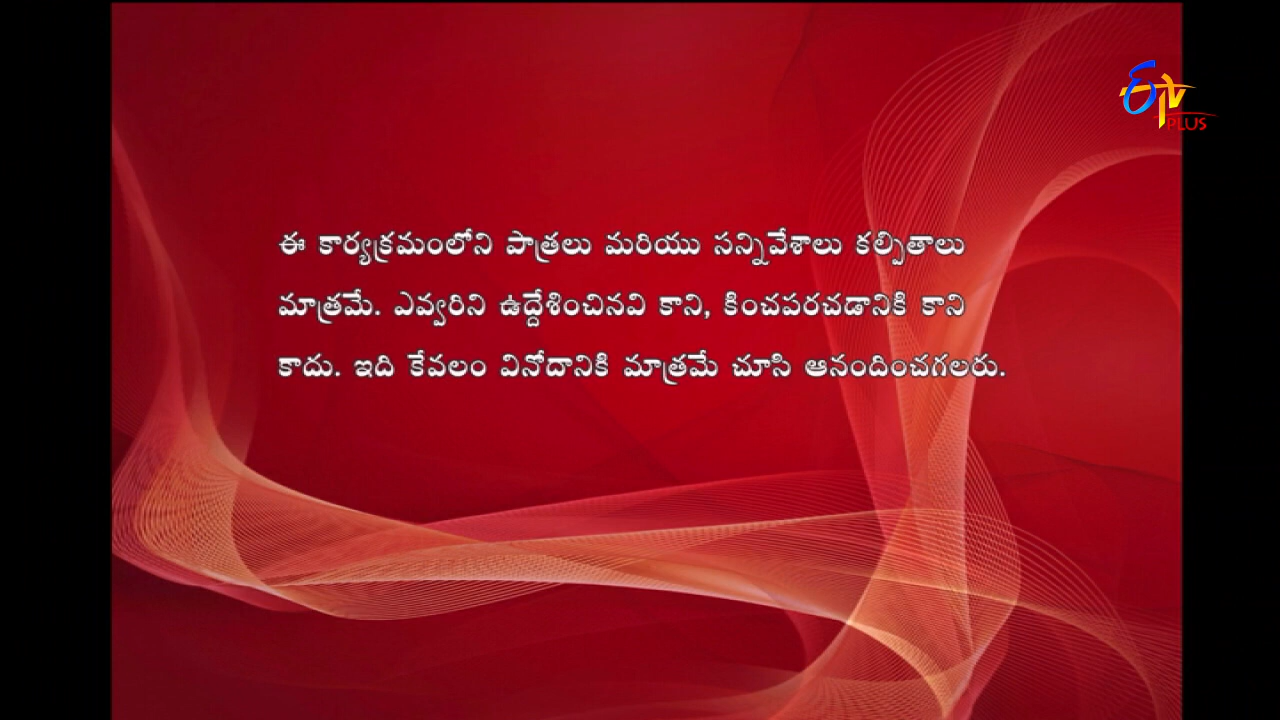 ETV
PLUS
ఈ కార్యక్రమంలోని పాత్రలు మరియు సన్నివేశాలు కల్పితాలు
మాత్రమే. ఎవ్వరిని ఉద్దేశించినవి కాని, కించపరచడానికి కాని
కాదు. ఇది కేవలం వినోదానికి మాత్రమే చూసి ఆనందించగలరు.